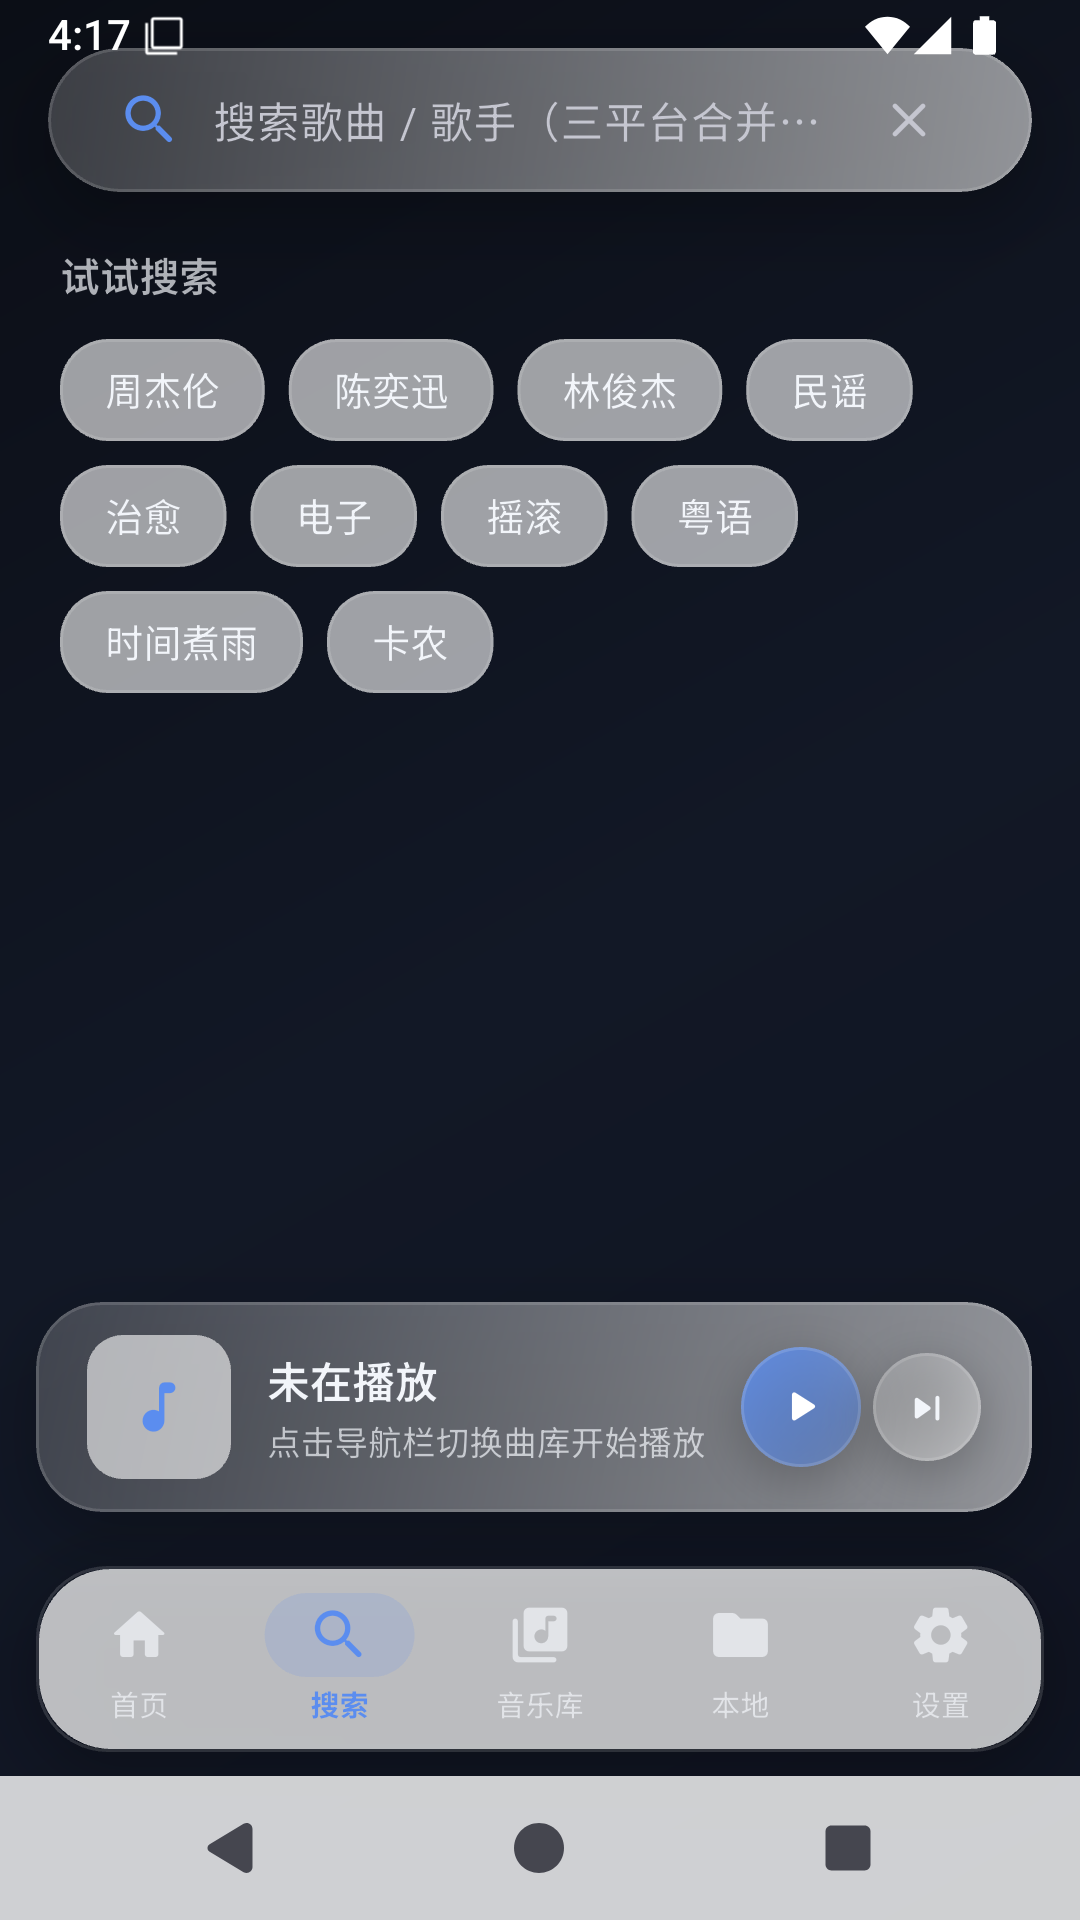 4:17
搜索歌曲 / 歌手（三平台合并…
试试搜索
周杰伦 陈奕迅 林俊杰 民谣
治愈 电子 摇滚 粤语
时间煮雨 卡农
未在播放
点击导航栏切换曲库开始播放
首页 搜索 音乐库 本地 设置